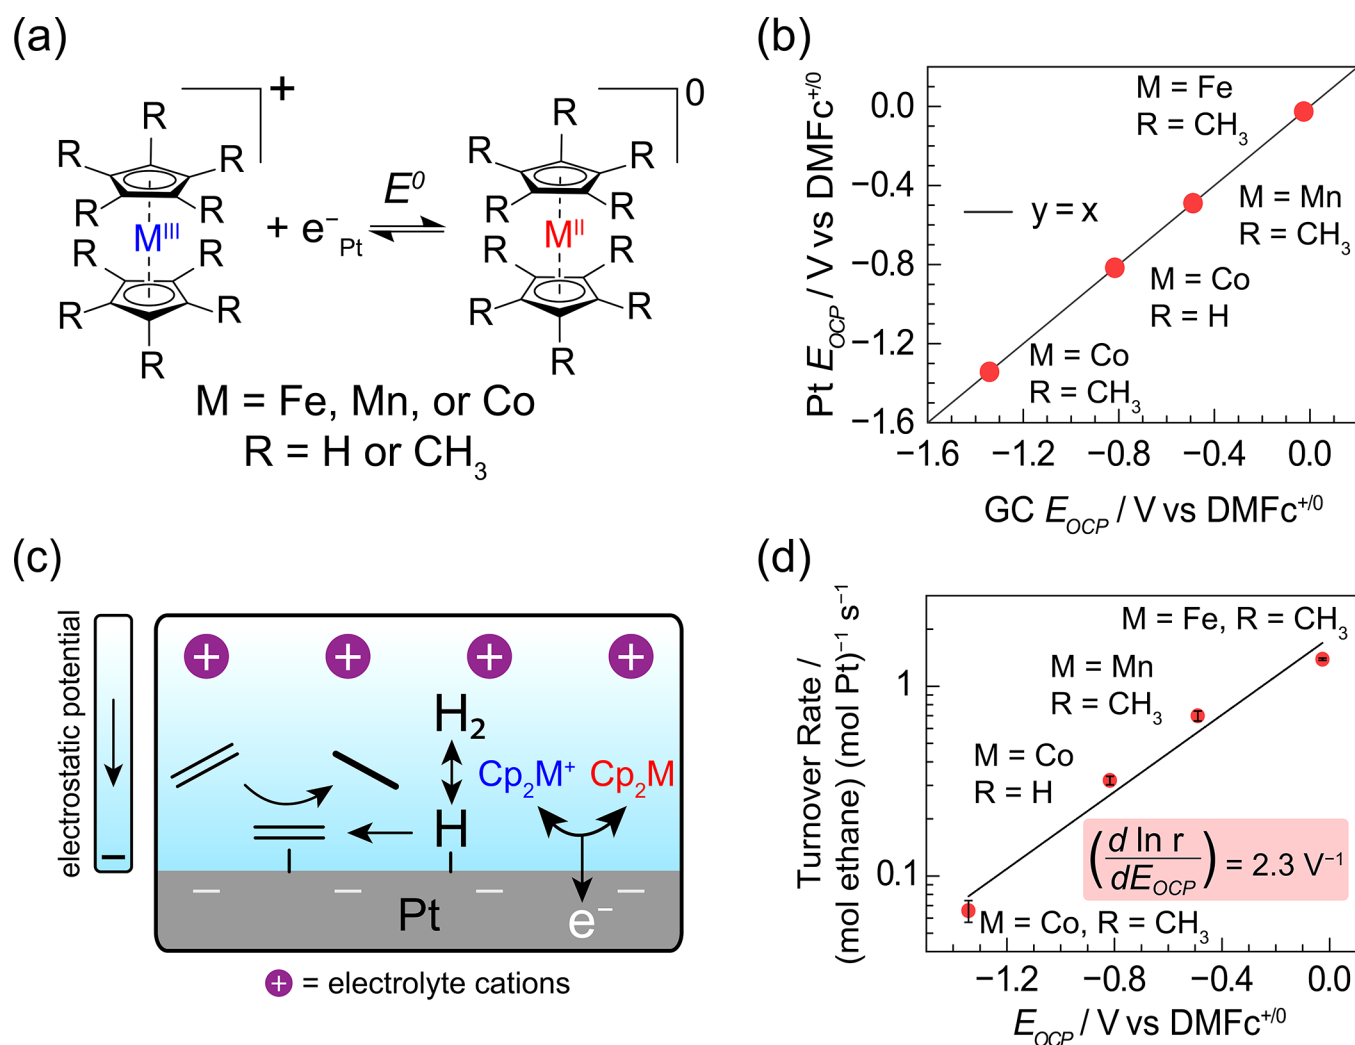 (a)
R
R
R
R
R
M^III
R
R
R
R
R
+
+ e⁻ Pt
E⁰
R
R
R
R
R
M^II
R
R
R
R
R
0
M = Fe, Mn, or Co
R = H or CH₃
(b)
Pt E_OCP / V vs DMFc⁺/⁰
0.0
−0.4
−0.8
−1.2
−1.6
M = Fe
R = CH₃
y = x
M = Mn
R = CH₃
M = Co
R = H
M = Co
R = CH₃
−1.6 −1.2 −0.8 −0.4 0.0
GC E_OCP / V vs DMFc⁺/⁰
(c)
electrostatic potential
−
+ + + +
H₂
Cp₂M⁺ Cp₂M
H
− − − −
Pt
e⁻
+ = electrolyte cations
(d)
Turnover Rate /
(mol ethane) (mol Pt)⁻¹ s⁻¹
1
0.1
M = Fe, R = CH₃
M = Mn
R = CH₃
M = Co
R = H
(d ln r / dE_OCP) = 2.3 V⁻¹
M = Co, R = CH₃
−1.2 −0.8 −0.4 0.0
E_OCP / V vs DMFc⁺/⁰